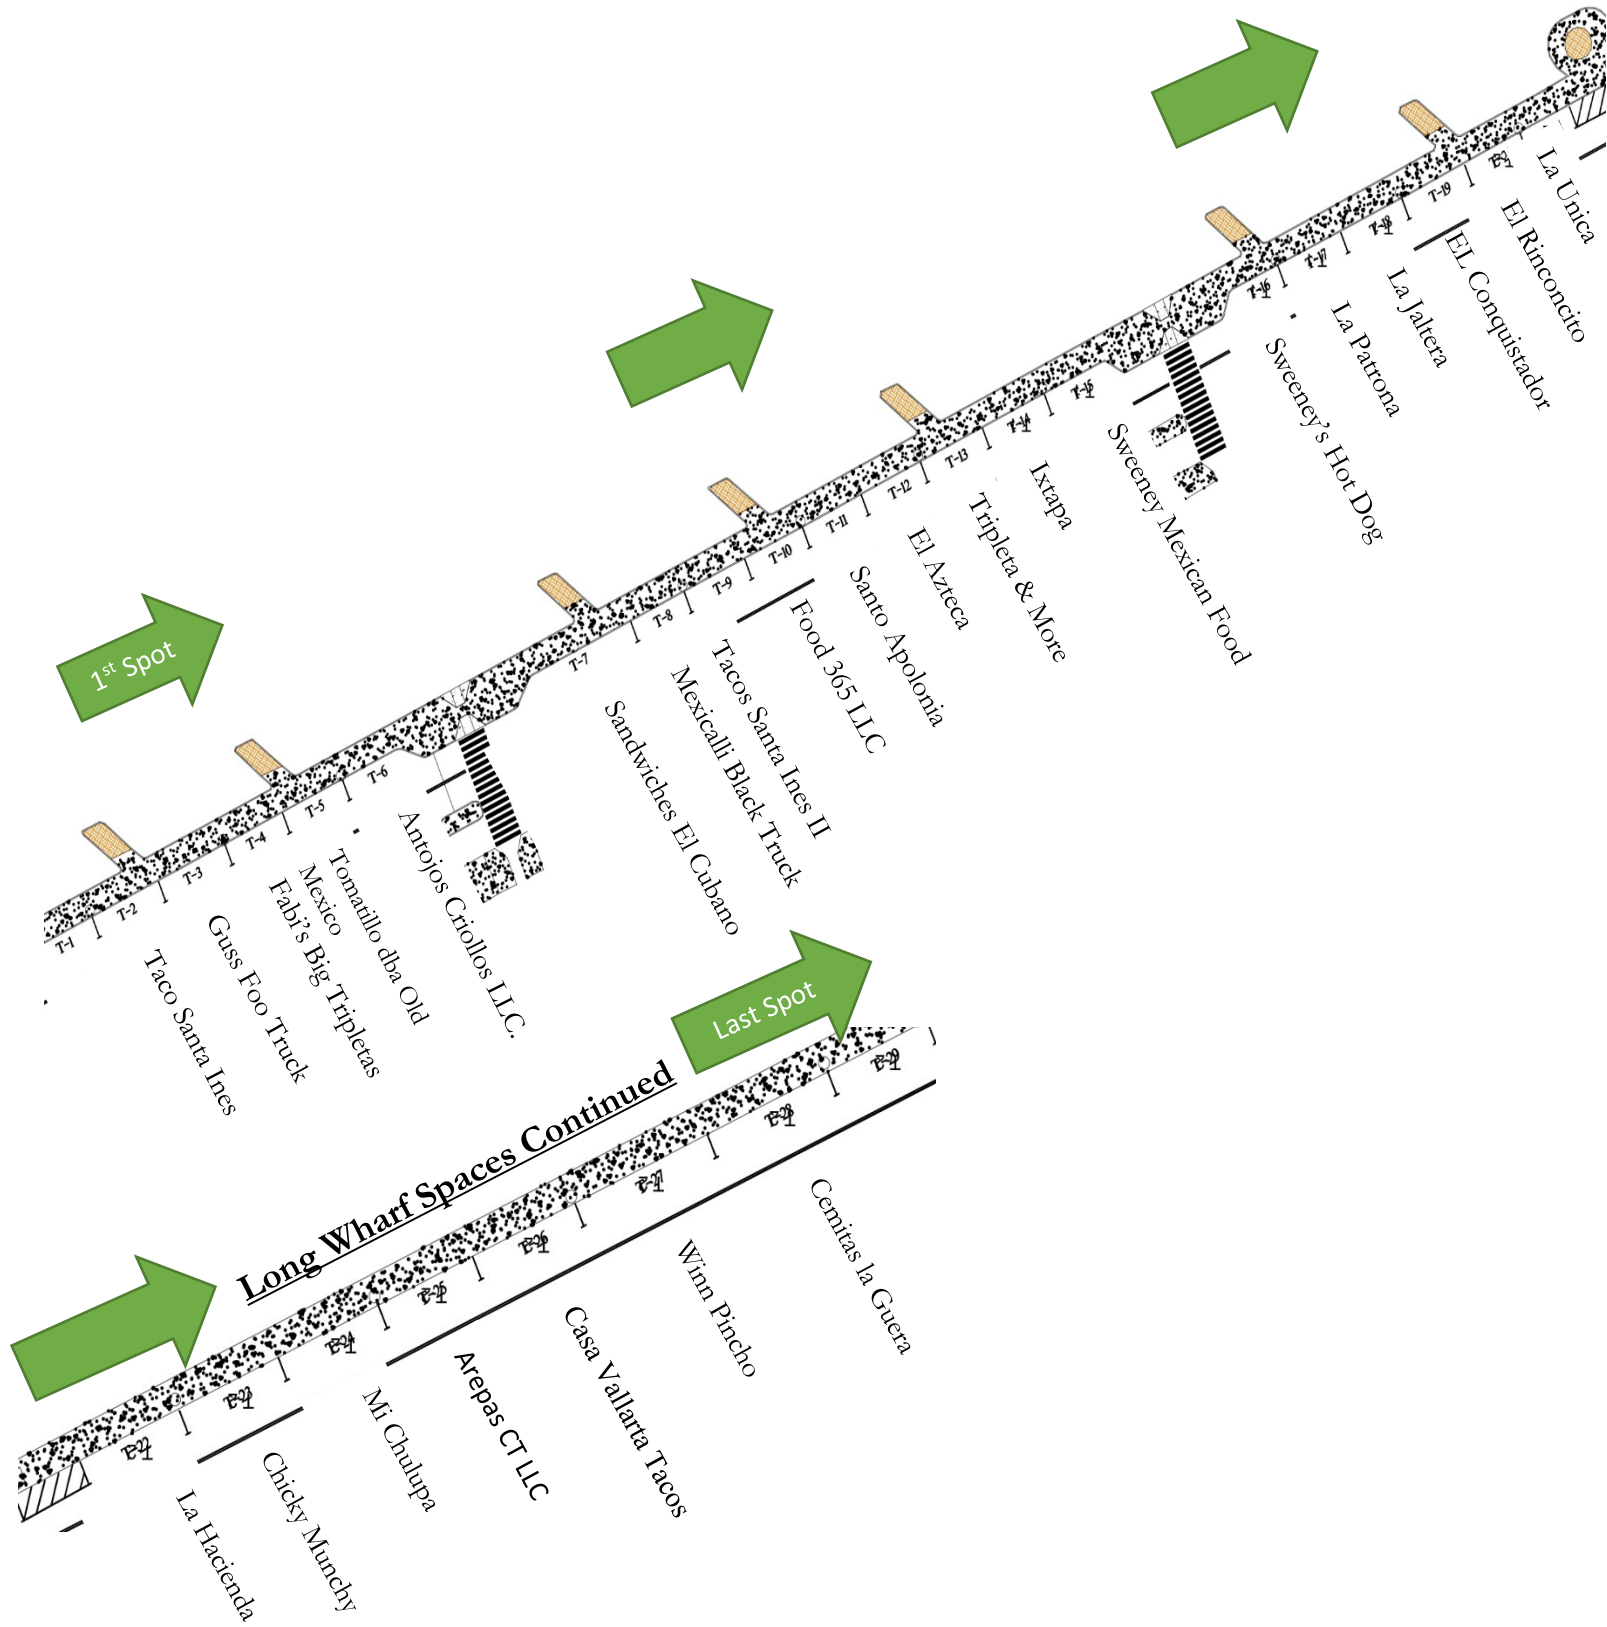 1st Spot
T-1
T-2
T-3
T-4
T-5
T-6
T-7
T-8
T-9
T-10
T-11
T-12
T-13
T-14
T-15
T-16
T-17
T-18
T-19
Taco Santa Ines
Guss Foo Truck
Fabi's Big Tripletas
Tomatillo dba Old
Mexico
Antojos Criollos LLC.
Sandwiches El Cubano
Mexicalli Black Truck
Tacos Santa Ines II
Food 365 LLC
Santo Apolonia
El Azteca
Tripleta & More
Ixtapa
Sweeney Mexican Food
Sweeney's Hot Dog
La Patrona
La Jaltera
EL Conquistador
El Rinconcito
La Unica
Last Spot
Long Wharf Spaces Continued
La Hacienda
Chicky Munchy
Mi Chulupa
Arepas CT LLC
Casa Vallarta Tacos
Winn Pincho
Cemitas la Guera